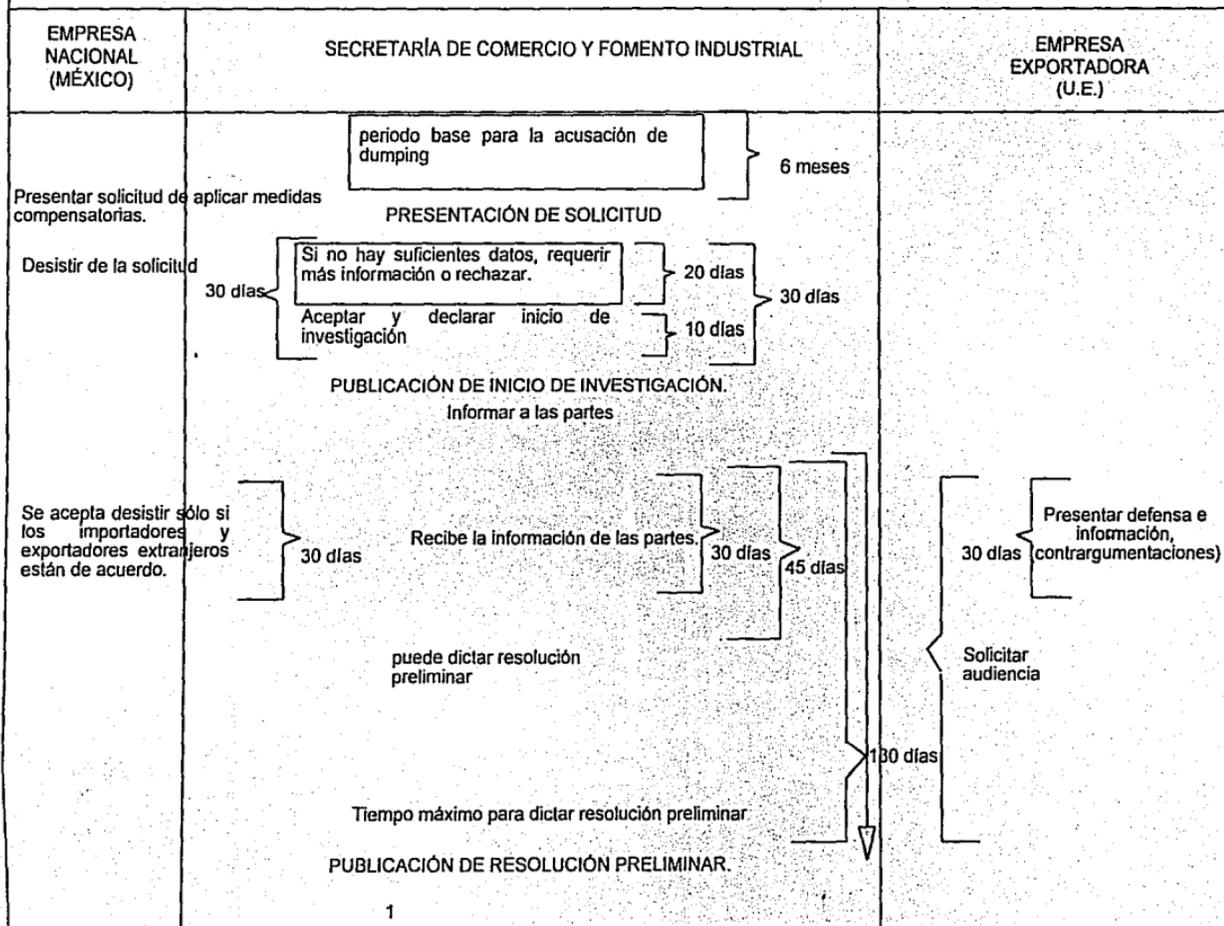 EMPRESA
NACIONAL
(MÉXICO)
SECRETARÍA DE COMERCIO Y FOMENTO INDUSTRIAL
EMPRESA
EXPORTADORA
(U.E.)
periodo base para la acusación de
dumping
6 meses
Presentar solicitud de aplicar medidas
compensatorias.
PRESENTACIÓN DE SOLICITUD
Desistir de la solicitud
30 días
Si no hay suficientes datos, requerir
más información o rechazar.
20 días
30 días
Aceptar y declarar inicio de
investigación
10 días
PUBLICACIÓN DE INICIO DE INVESTIGACIÓN.
Informar a las partes
Se acepta desistir sólo si
los importadores y
exportadores extranjeros
están de acuerdo.
30 días
Recibe la información de las partes.
30 días
45 días
30 días
Presentar defensa e
información,
contrargumentaciones)
puede dictar resolución
preliminar
Solicitar
audiencia
130 días
Tiempo máximo para dictar resolución preliminar
PUBLICACIÓN DE RESOLUCIÓN PRELIMINAR.
1